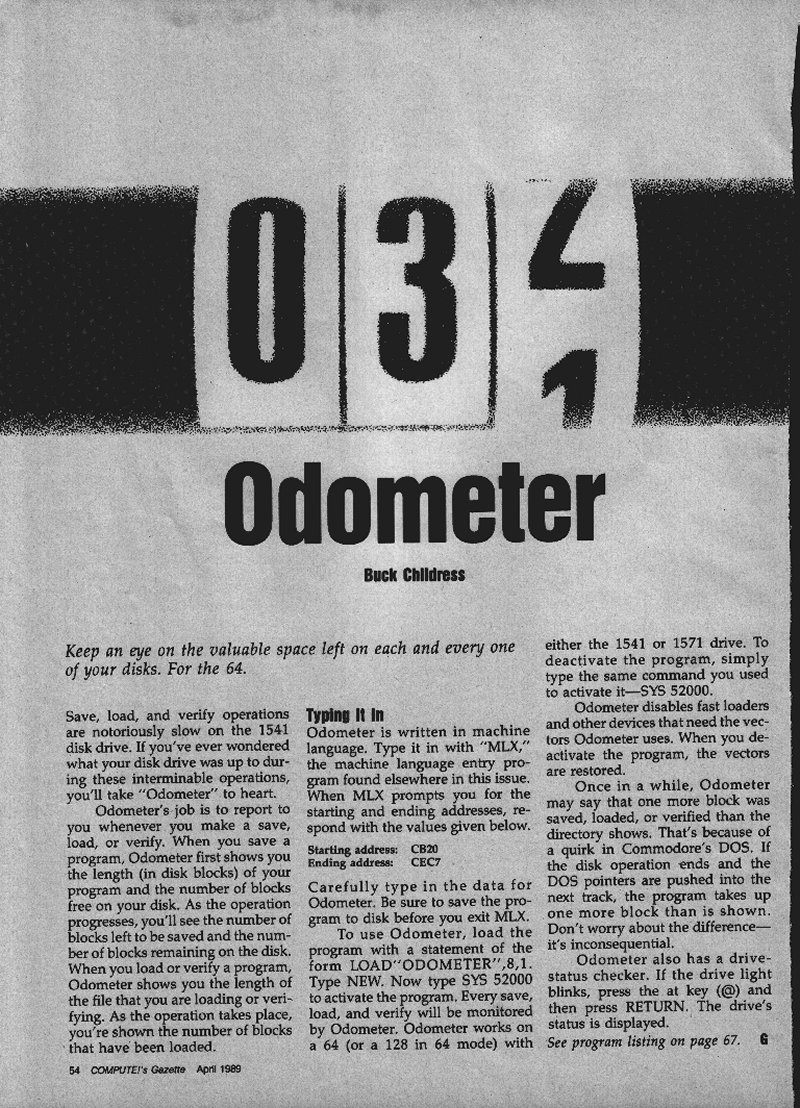 0 3 2
1
Odometer
Buck Childress
Keep an eye on the valuable space left on each and every one
of your disks. For the 64.
Save, load, and verify operations
are notoriously slow on the 1541
disk drive. If you've ever wondered
what your disk drive was up to dur-
ing these interminable operations,
you'll take "Odometer" to heart.
Odometer's job is to report to
you whenever you make a save,
load, or verify. When you save a
program, Odometer first shows you
the length (in disk blocks) of your
program and the number of blocks
free on your disk. As the operation
progresses, you'll see the number of
blocks left to be saved and the num-
ber of blocks remaining on the disk.
When you load or verify a program,
Odometer shows you the length of
the file that you are loading or veri-
fying. As the operation takes place,
you're shown the number of blocks
that have been loaded.
Typing It In
Odometer is written in machine
language. Type it in with "MLX,"
the machine language entry pro-
gram found elsewhere in this issue.
When MLX prompts you for the
starting and ending addresses, re-
spond with the values given below.
Starting address: CB20
Ending address: CEC7
Carefully type in the data for
Odometer. Be sure to save the pro-
gram to disk before you exit MLX.
To use Odometer, load the
program with a statement of the
form LOAD"ODOMETER",8,1.
Type NEW. Now type SYS 52000
to activate the program. Every save,
load, and verify will be monitored
by Odometer. Odometer works on
a 64 (or a 128 in 64 mode) with
either the 1541 or 1571 drive. To
deactivate the program, simply
type the same command you used
to activate it—SYS 52000.
Odometer disables fast loaders
and other devices that need the vec-
tors Odometer uses. When you de-
activate the program, the vectors
are restored.
Once in a while, Odometer
may say that one more block was
saved, loaded, or verified than the
directory shows. That's because of
a quirk in Commodore's DOS. If
the disk operation ends and the
DOS pointers are pushed into the
next track, the program takes up
one more block than is shown.
Don't worry about the difference—
it's inconsequential.
Odometer also has a drive-
status checker. If the drive light
blinks, press the at key (@) and
then press RETURN. The drive's
status is displayed.
See program listing on page 67. G
54 COMPUTE!'s Gazette April 1989